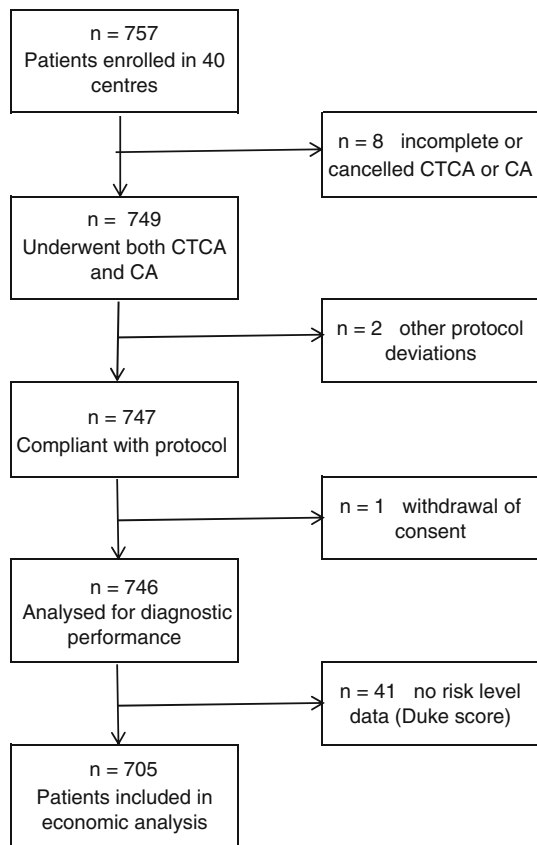 n = 757
Patients enrolled in 40
centres
n = 8 incomplete or
cancelled CTCA or CA
n = 749
Underwent both CTCA
and CA
n = 2 other protocol
deviations
n = 747
Compliant with protocol
n = 1 withdrawal of
consent
n = 746
Analysed for diagnostic
performance
n = 41 no risk level
data (Duke score)
n = 705
Patients included in
economic analysis